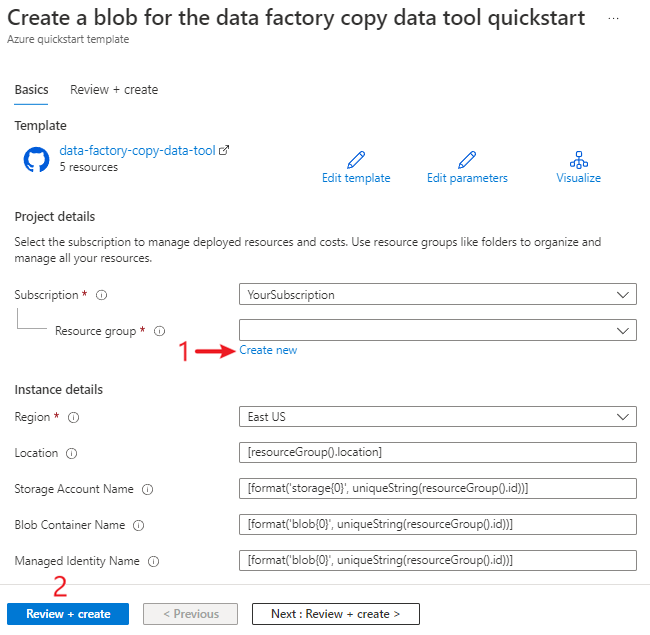 Create a blob for the data factory copy data tool quickstart ...
Azure quickstart template
Basics Review + create
Template
data-factory-copy-data-tool
5 resources
Edit template Edit parameters Visualize
Project details
Select the subscription to manage deployed resources and costs. Use resource groups like folders to organize and
manage all your resources.
Subscription * YourSubscription
Resource group *
1 Create new
Instance details
Region * East US
Location [resourceGroup().location]
Storage Account Name [format('storage{0}', uniqueString(resourceGroup().id))]
Blob Container Name [format('blob{0}', uniqueString(resourceGroup().id))]
Managed Identity Name [format('blob{0}', uniqueString(resourceGroup().id))]
2
Review + create < Previous Next : Review + create >